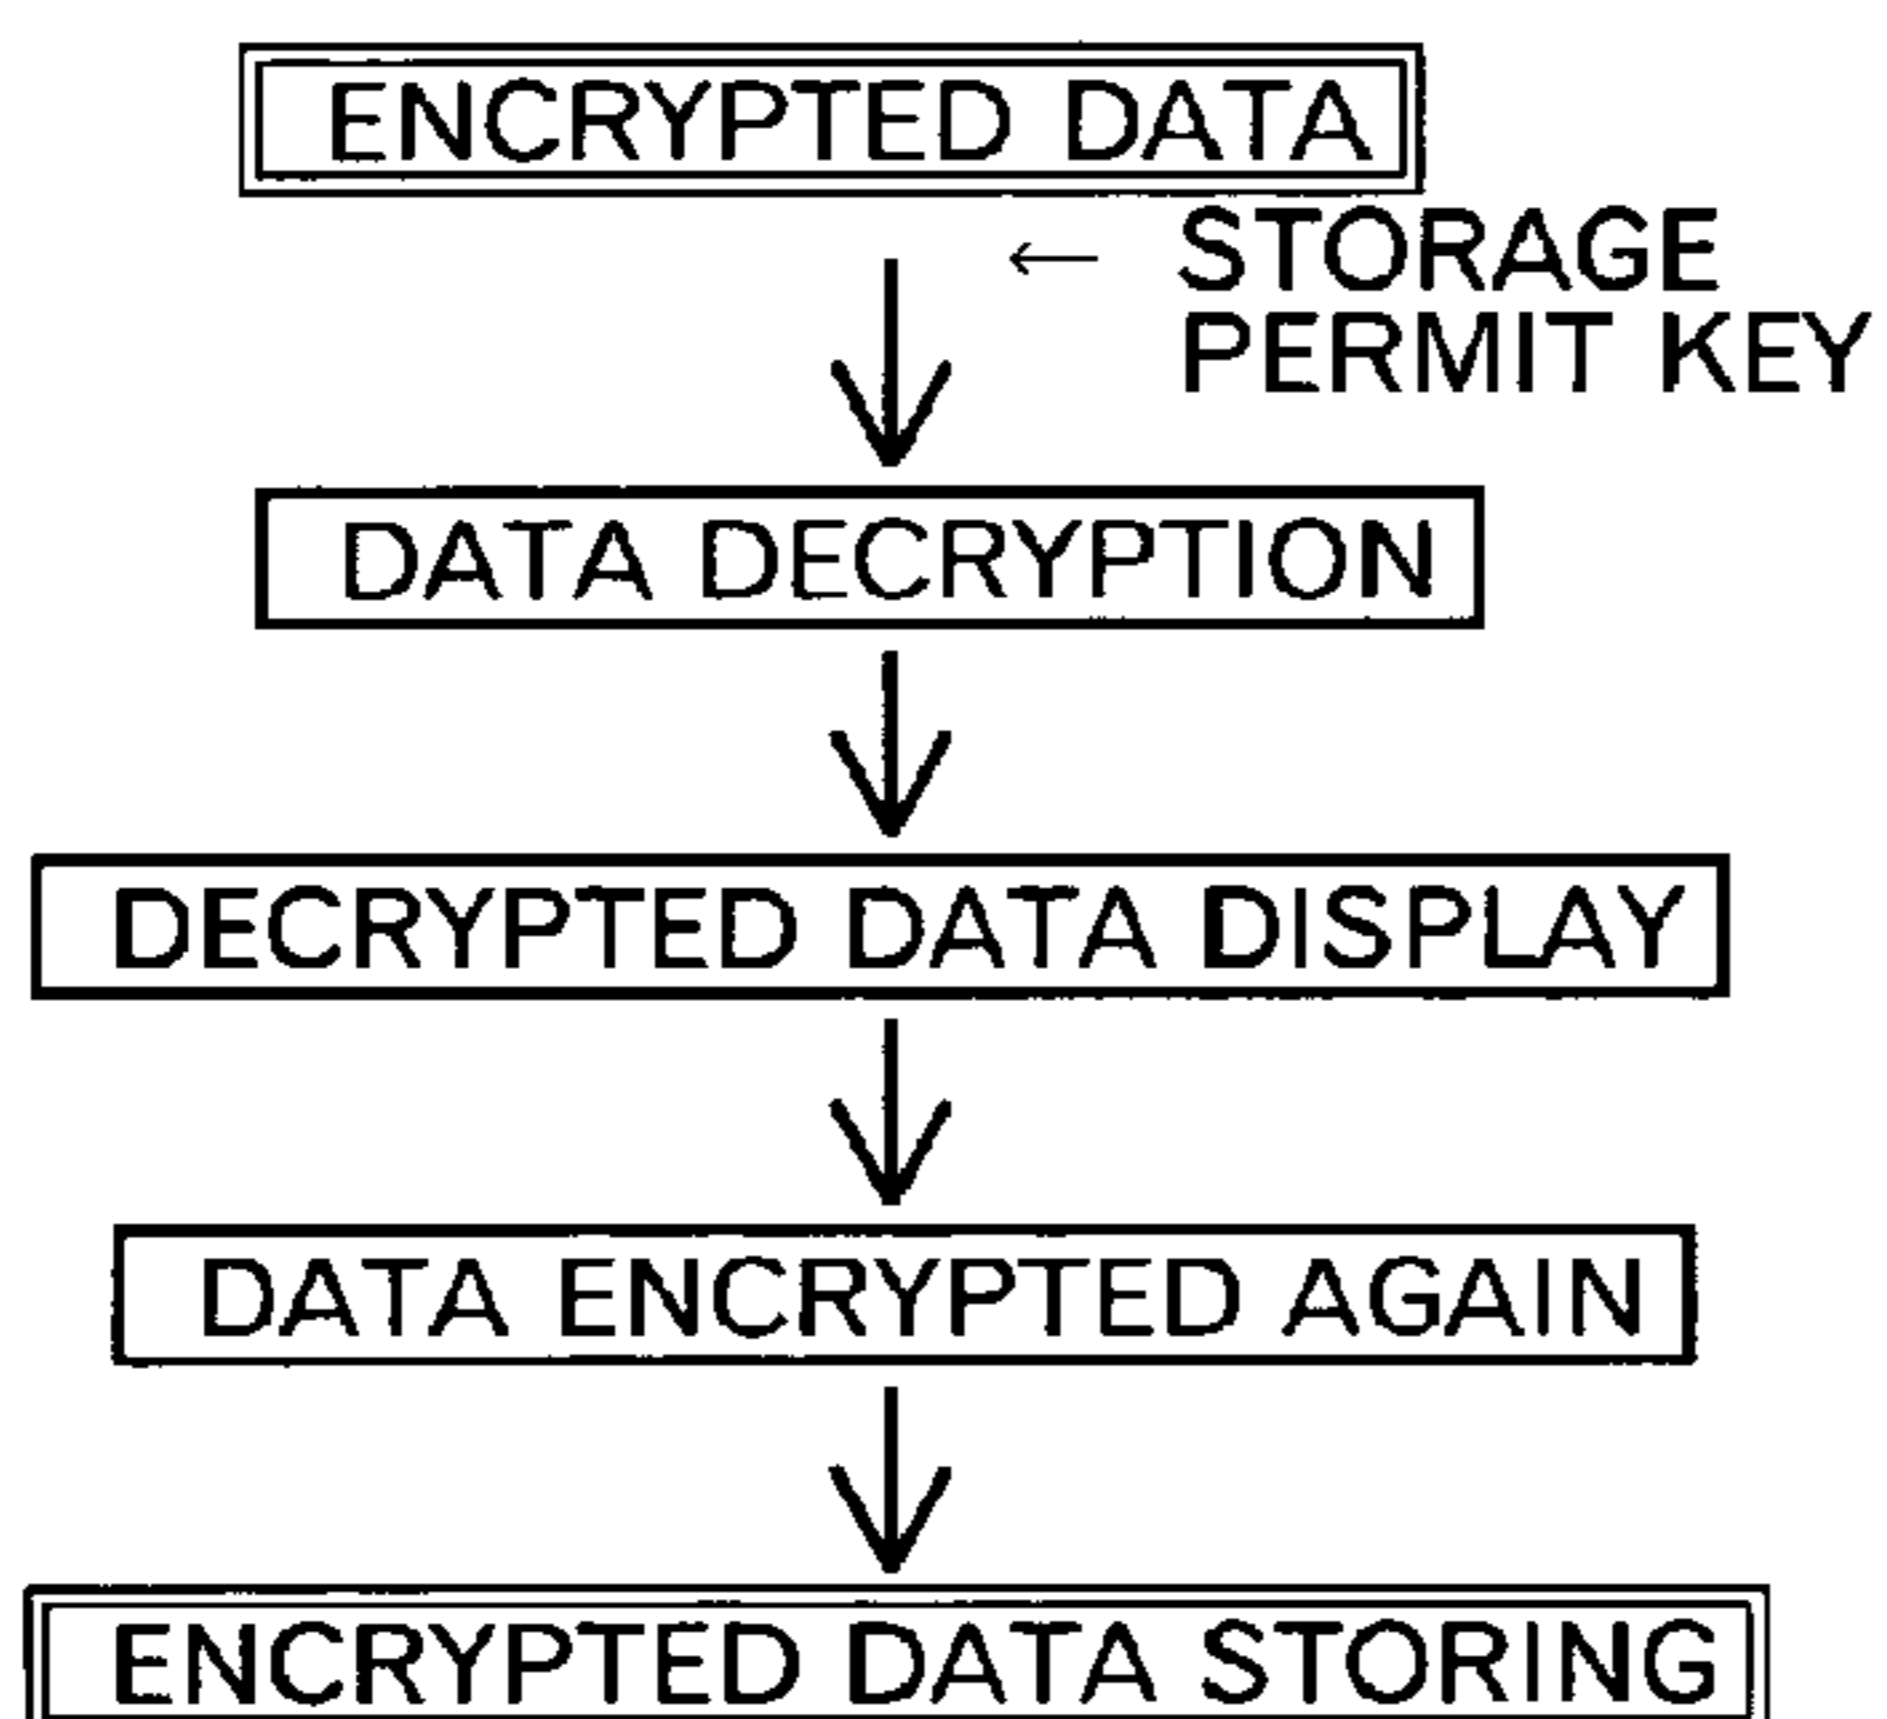 ENCRYPTED DATA
← STORAGE
PERMIT KEY
DATA DECRYPTION
DECRYPTED DATA DISPLAY
DATA ENCRYPTED AGAIN
ENCRYPTED DATA STORING